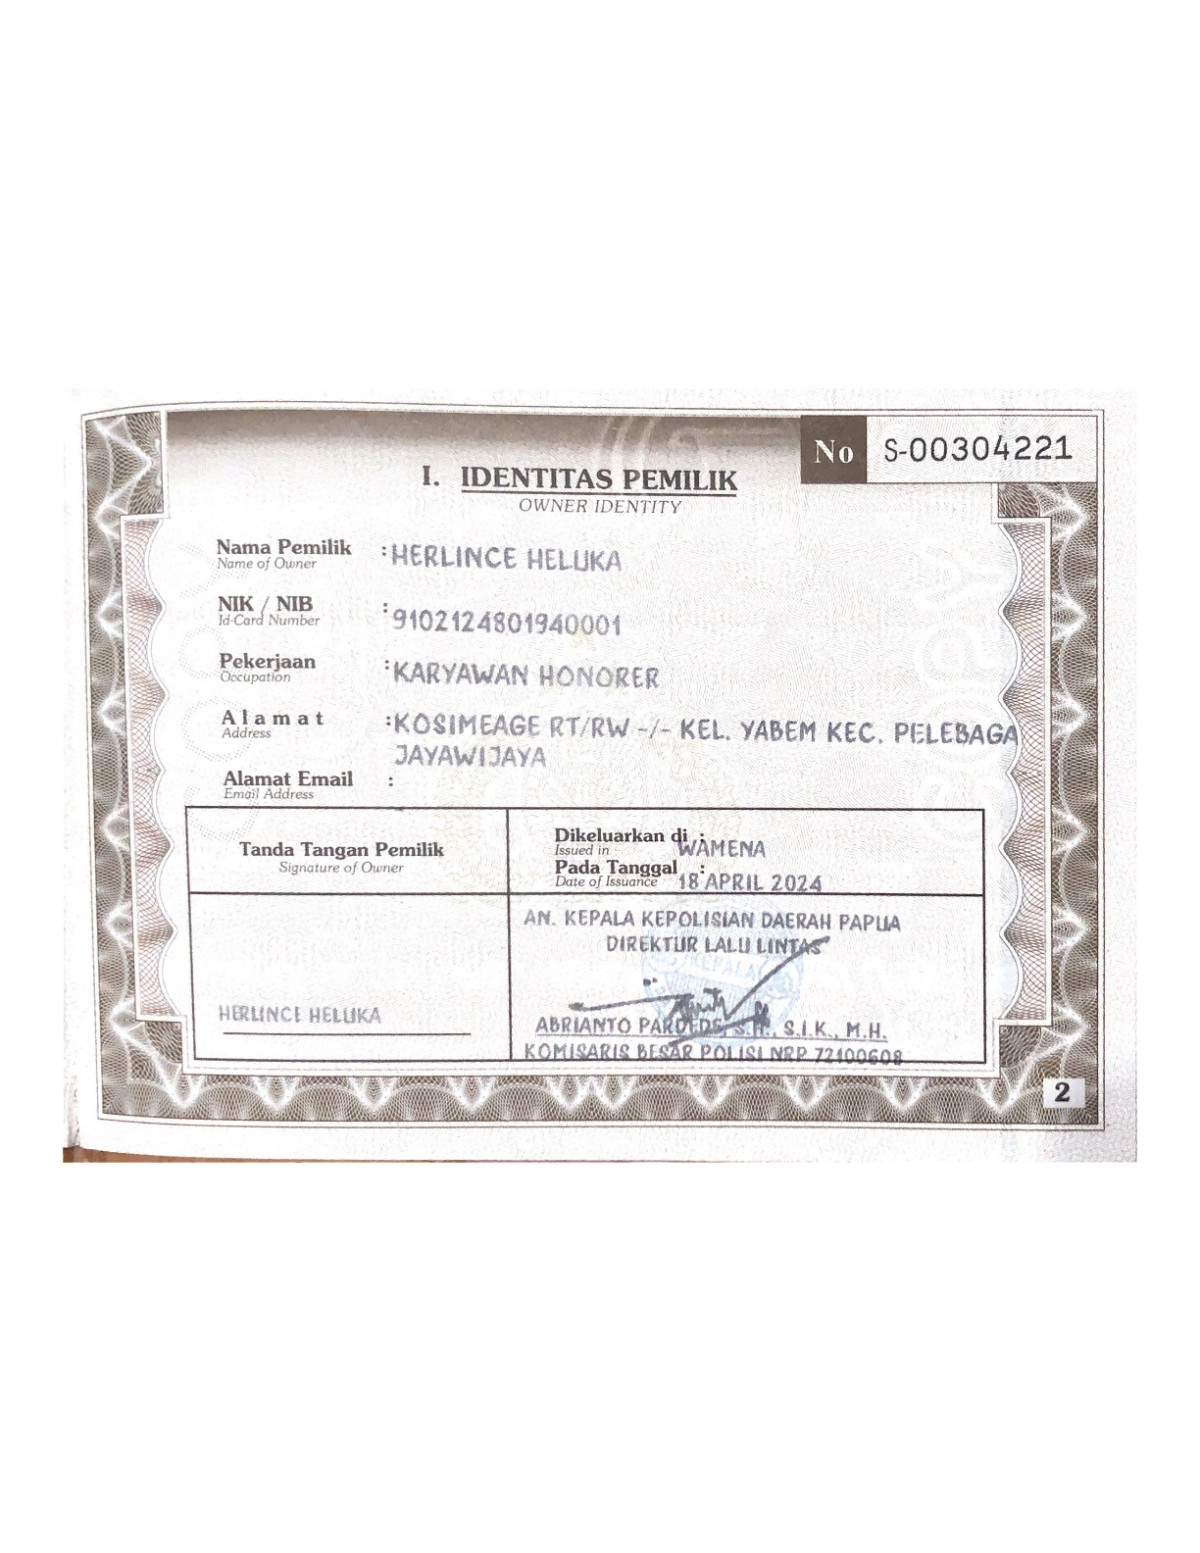 No S-00304221
I. IDENTITAS PEMILIK
OWNER IDENTITY
Nama Pemilik : HERLINCE HELUKA
Name of Owner
NIK / NIB : 9102124801940001
Id-Card Number
Pekerjaan : KARYAWAN HONORER
Occupation
Alamat : KOSIMEAGE RT/RW -/- KEL. YABEM KEC. PELEBAGA
Address
JAYAWIJAYA
Alamat Email :
Email Address
Tanda Tangan Pemilik
Signature of Owner
Dikeluarkan di : WAMENA
Issued in
Pada Tanggal : 18 APRIL 2024
Date of Issuance
AN. KEPALA KEPOLISIAN DAERAH PAPUA
DIREKTUR LALU LINTAS
KEPALA
HERLINCE HELUKA
ABRIANTO S.H., S.I.K., M.H.
KOMISARIS BESAR POLISI NRP 72100608
2